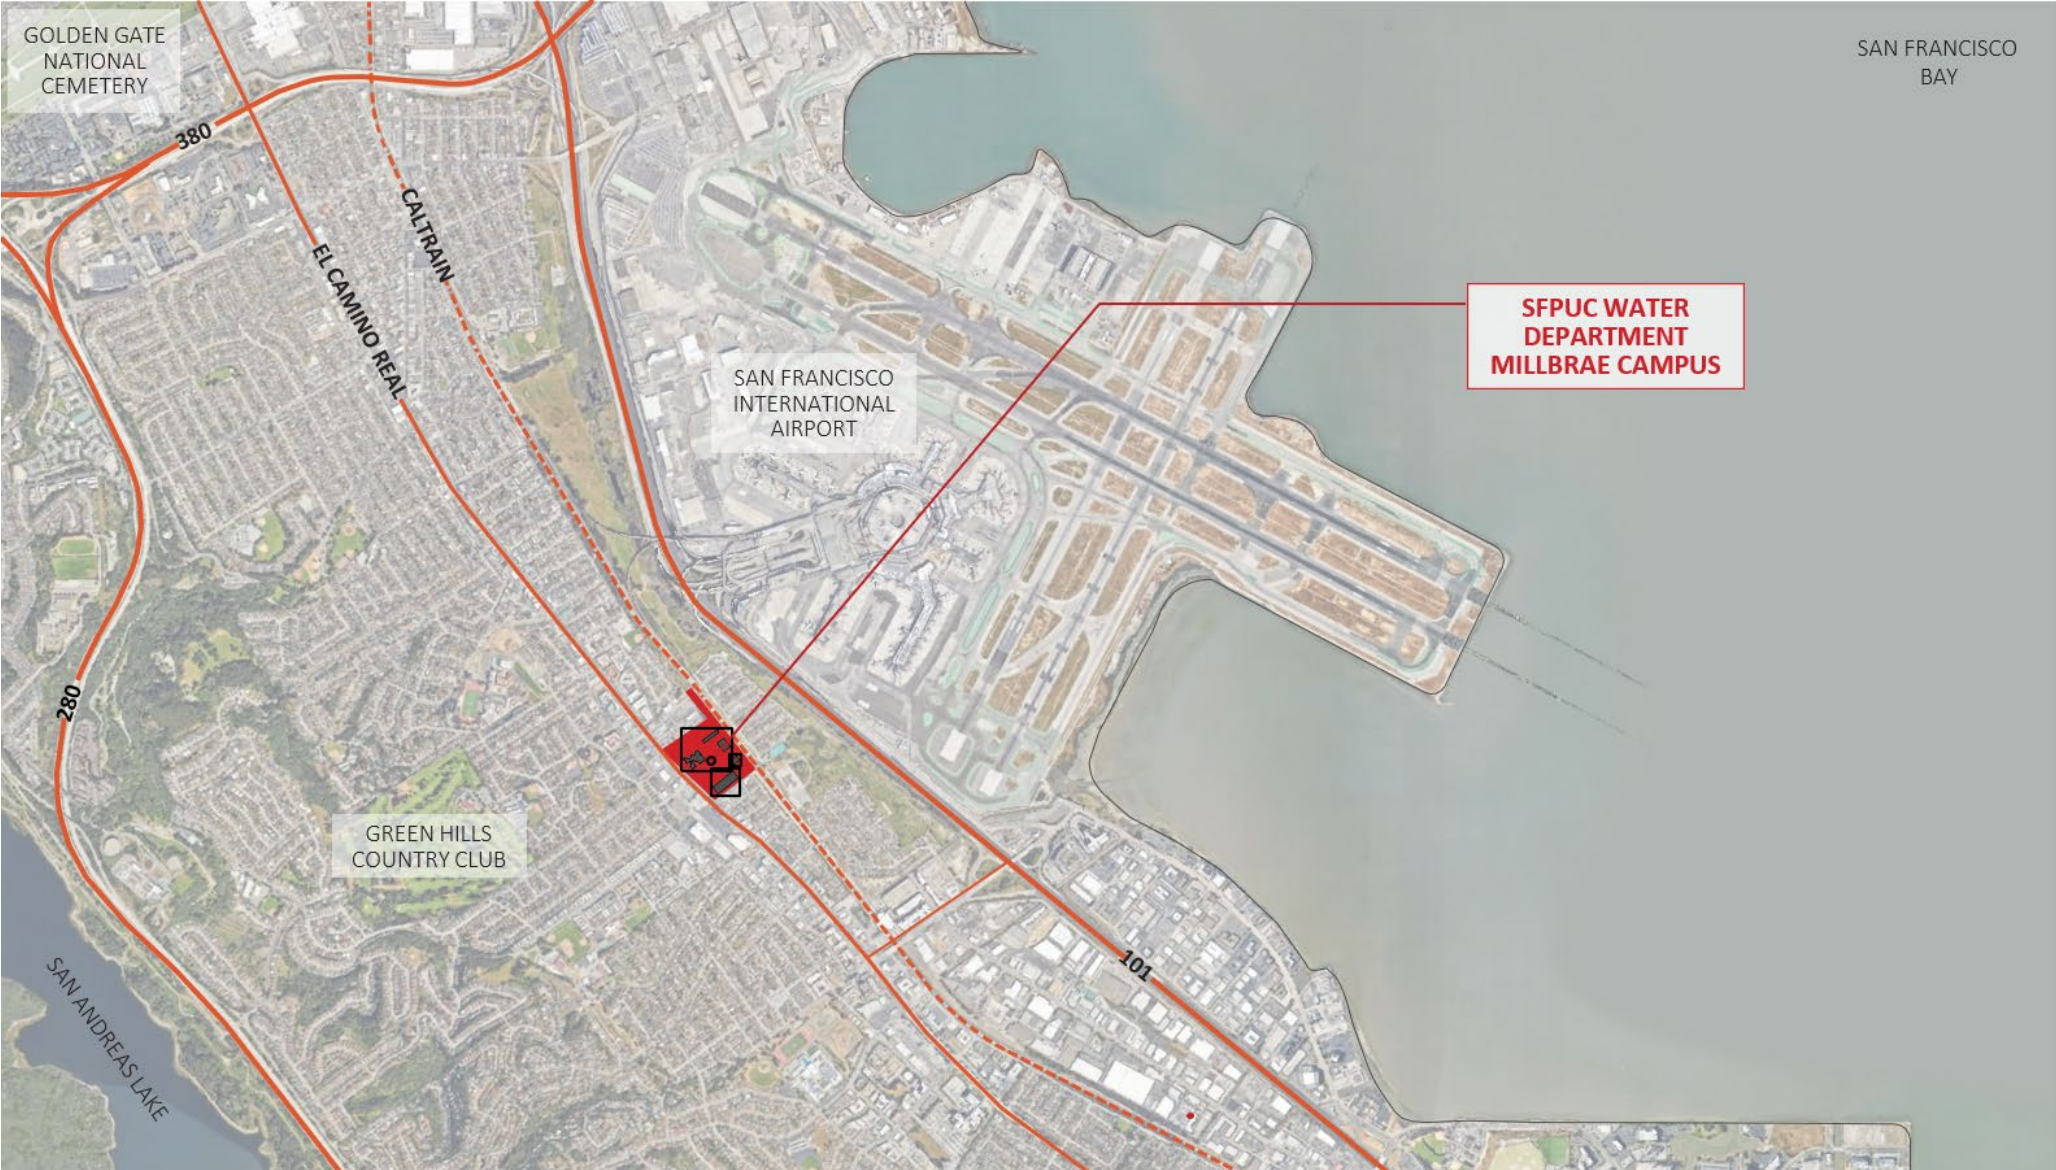 GOLDEN GATE
NATIONAL
CEMETERY
SAN FRANCISCO
BAY
380
CALTRAIN
EL CAMINO REAL
SFPUC WATER
DEPARTMENT
MILLBRAE CAMPUS
SAN FRANCISCO
INTERNATIONAL
AIRPORT
280
GREEN HILLS
COUNTRY CLUB
101
SAN ANDREAS LAKE